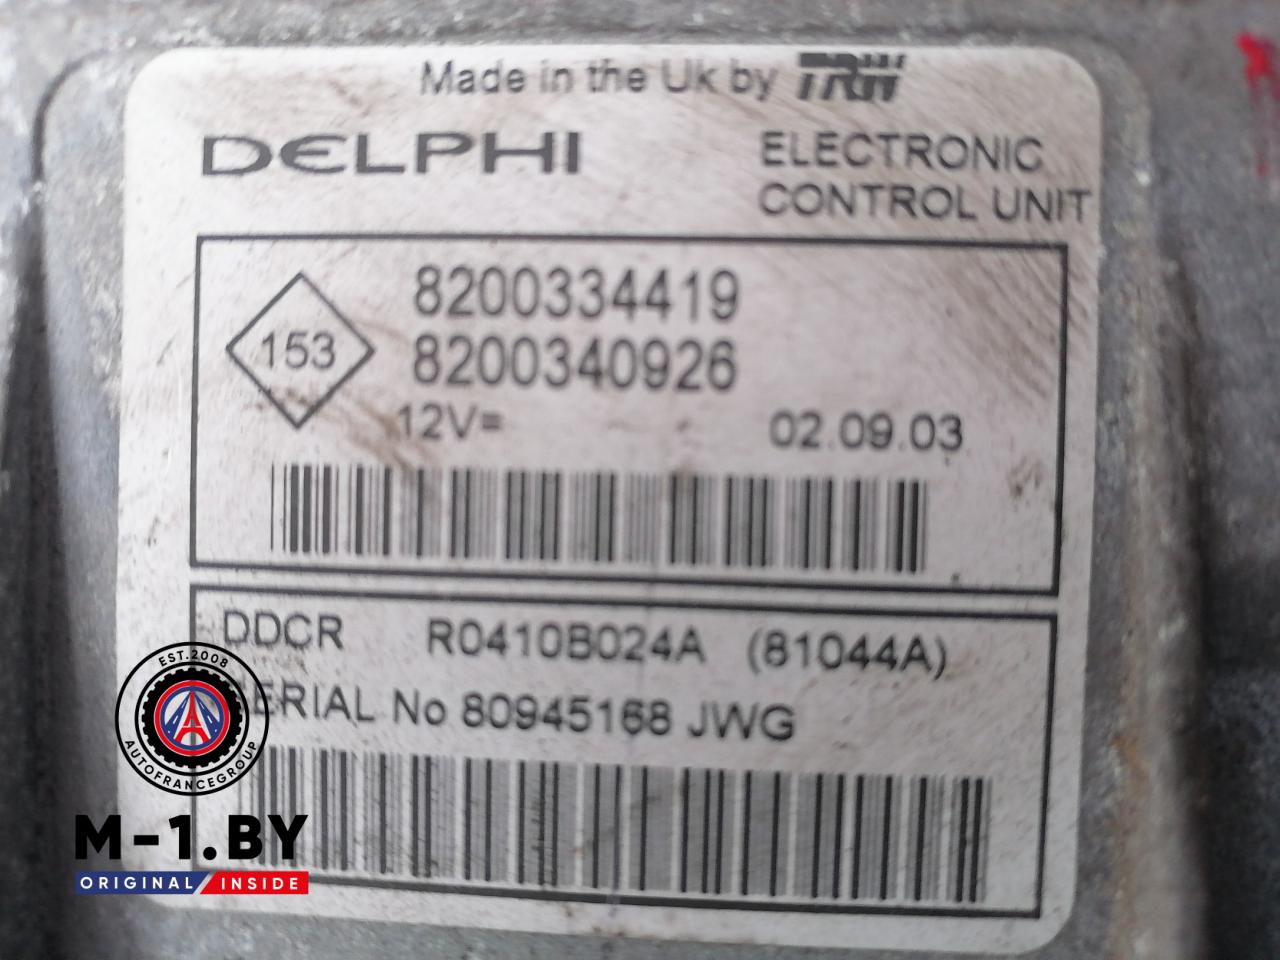 Made in the Uk by TRW
DELPHI
ELECTRONIC
CONTROL UNIT
153
8200334419
8200340926
12V=
02.09.03
DDCR R0410B024A (81044A)
SERIAL No 80945168 JWG
EST.2008
AUTOFRANCEGROUP
M-1.BY
ORIGINAL/INSIDE